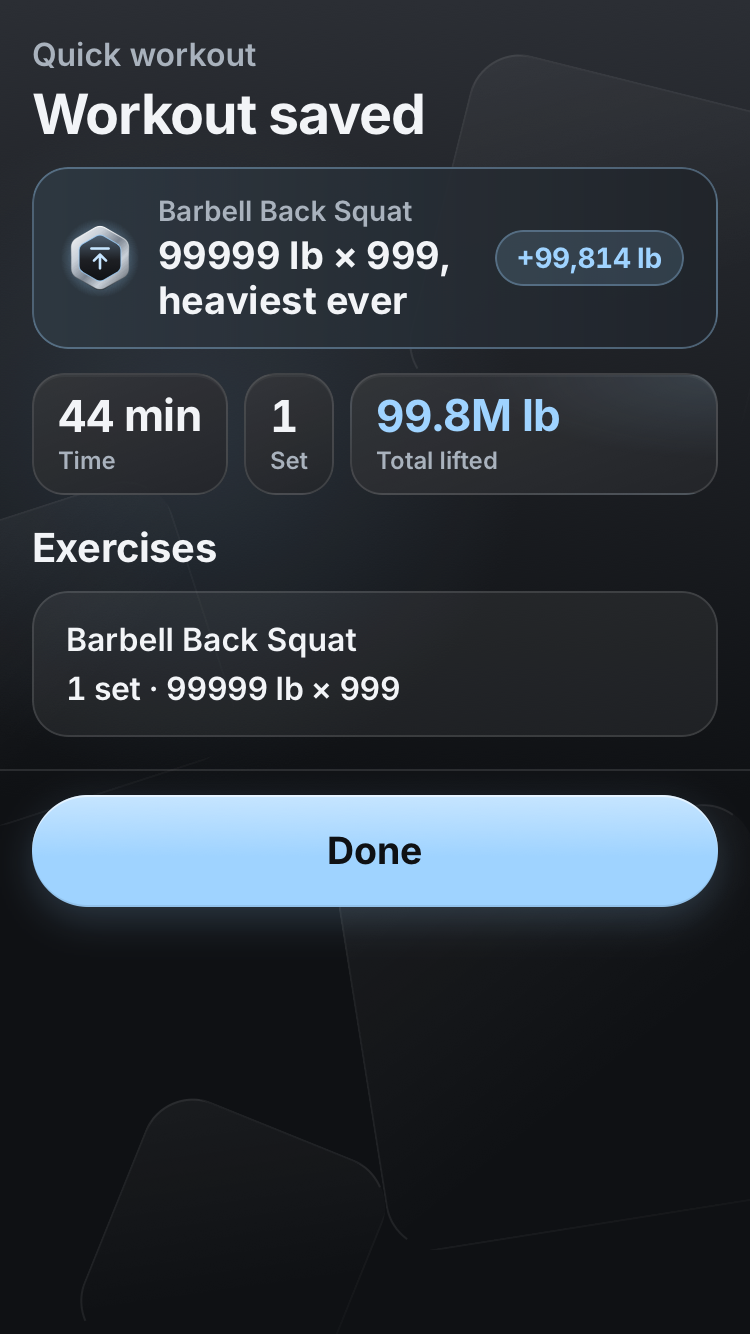 Quick workout
Workout saved
Barbell Back Squat
99999 lb × 999,
heaviest ever
+99,814 lb
44 min
Time
1
Set
99.8M lb
Total lifted
Exercises
Barbell Back Squat
1 set · 99999 lb × 999
Done